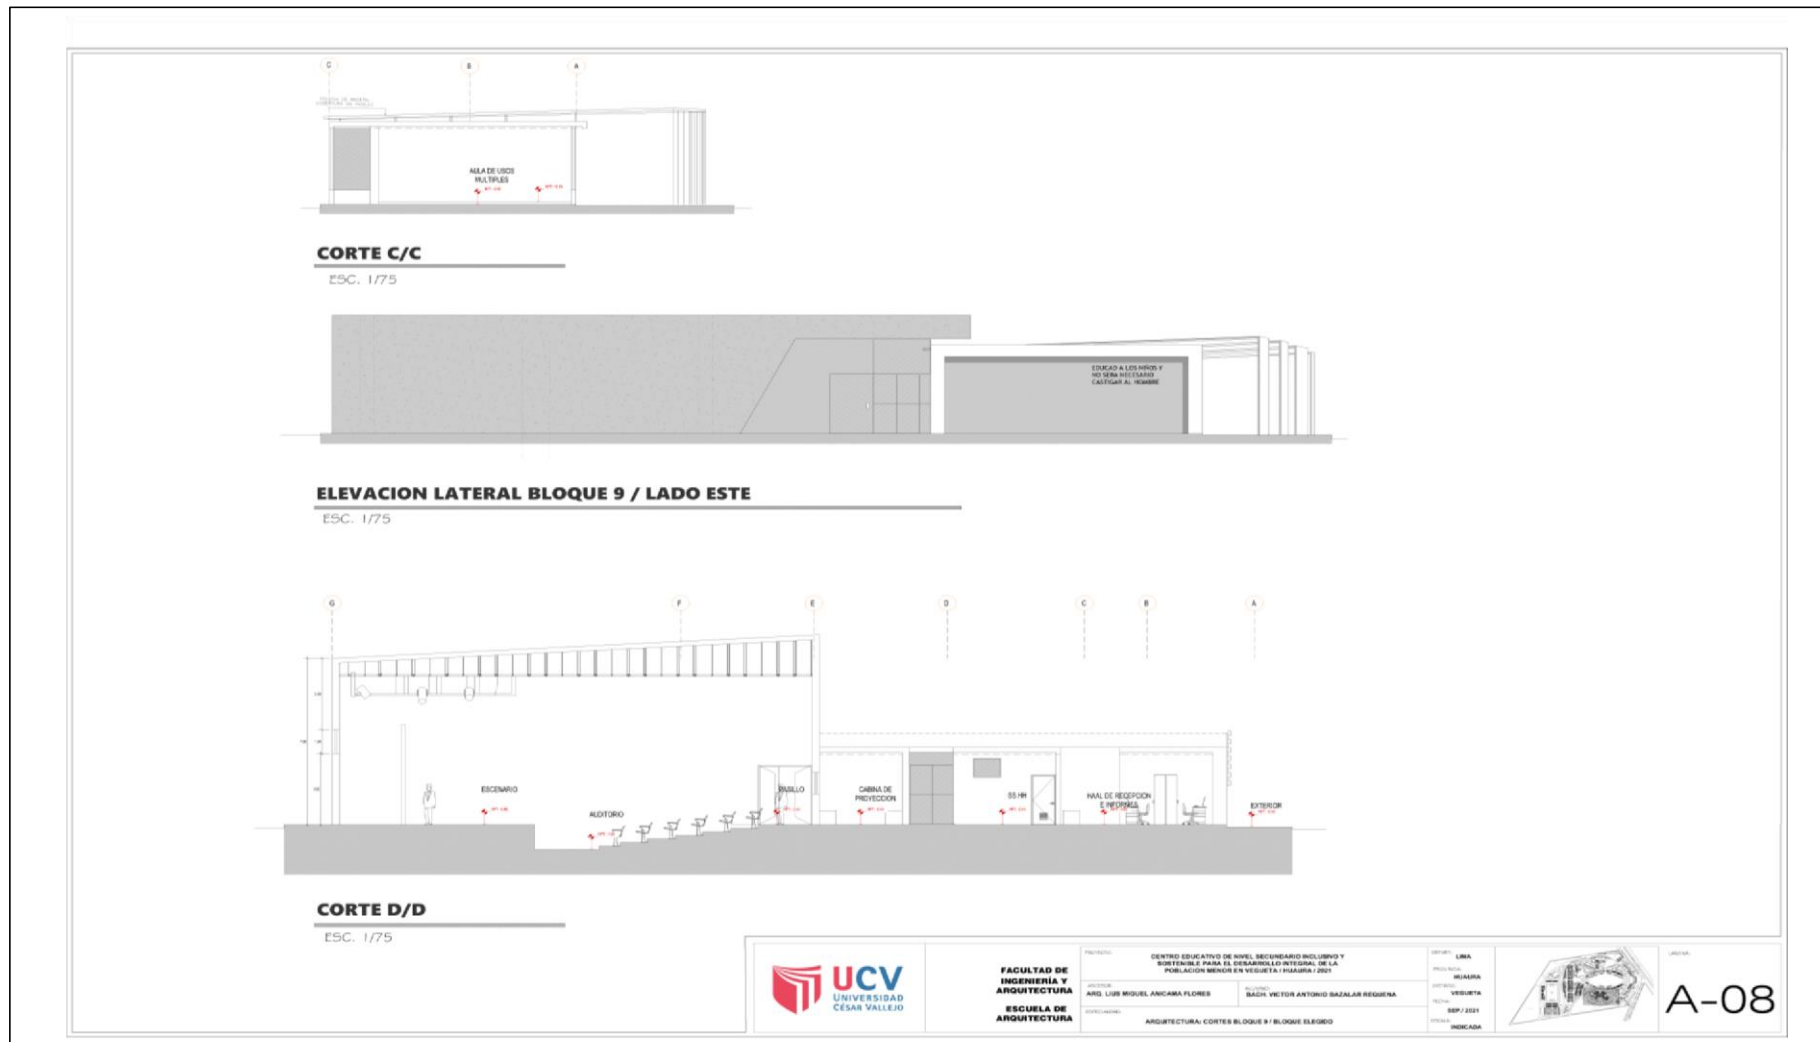 C
B
A
AULA DE USOS
MULTIPLES
CORTE C/C
ESC. 1/75
EDUCAD A LOS NIÑOS Y
NO SERA NECESARIO
CASTIGAR AL HOMBRE
ELEVACION LATERAL BLOQUE 9 / LADO ESTE
ESC. 1/75
G
F
E
D
C
B
A
ESCENARIO
AUDITORIO
PASILLO
CABINA DE
PROYECCION
SS.HH
HAAL DE RECEPCION
E INFORMES
EXTERIOR
CORTE D/D
ESC. 1/75
UCV
UNIVERSIDAD
CÉSAR VALLEJO
FACULTAD DE
INGENIERÍA Y
ARQUITECTURA
ESCUELA DE
ARQUITECTURA
CENTRO EDUCATIVO DE NIVEL SECUNDARIO INCLUSIVO Y
SOSTENIBLE PARA EL DESARROLLO INTEGRAL DE LA
POBLACION MENOR EN VEGUETA / HUAURA / 2021
ARQ. LUIS MIGUEL ANICAMA FLORES
BACH. VICTOR ANTONIO BAZALAR REQUENA
ARQUITECTURA: CORTES BLOQUE 9 / BLOQUE ELEGIDO
LIMA
HUAURA
VEGUETA
SEP./ 2021
INDICADA
A-08